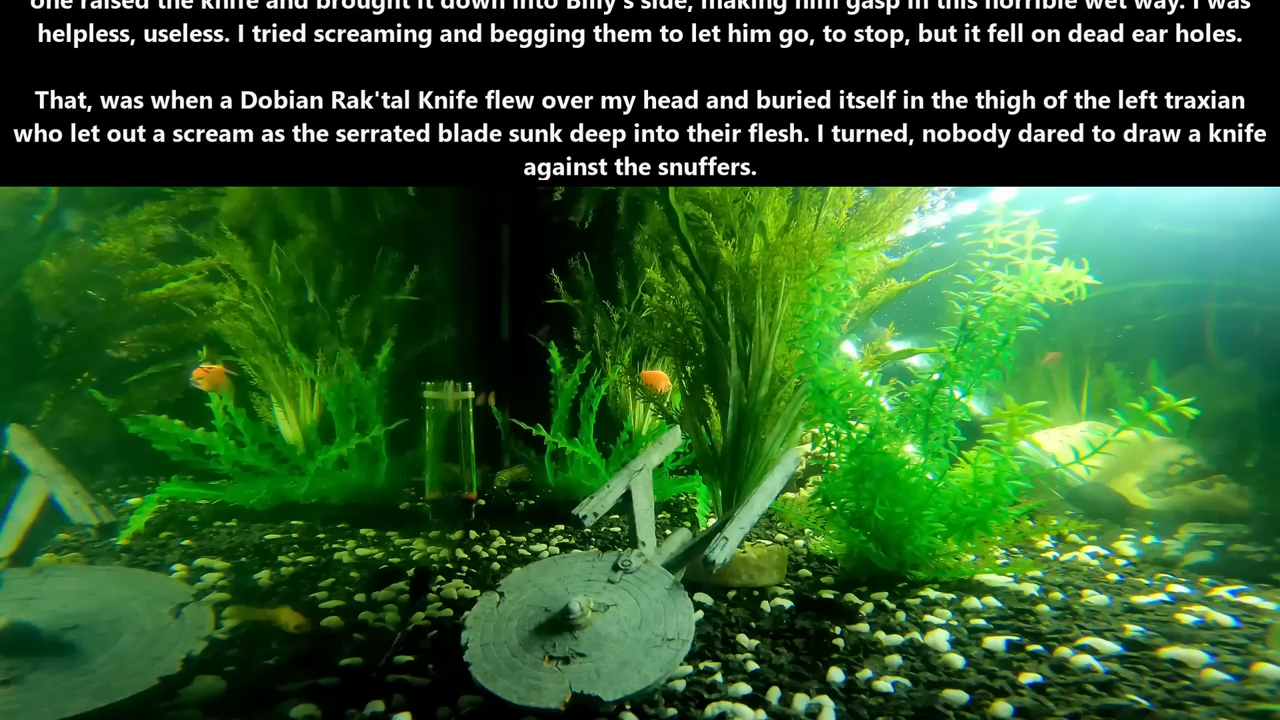 one raised the knife and brought it down into Billy's side, making him gasp in this horrible wet way. I was
helpless, useless. I tried screaming and begging them to let him go, to stop, but it fell on dead ear holes.
That, was when a Dobian Rak'tal Knife flew over my head and buried itself in the thigh of the left traxian
who let out a scream as the serrated blade sunk deep into their flesh. I turned, nobody dared to draw a knife
against the snuffers.